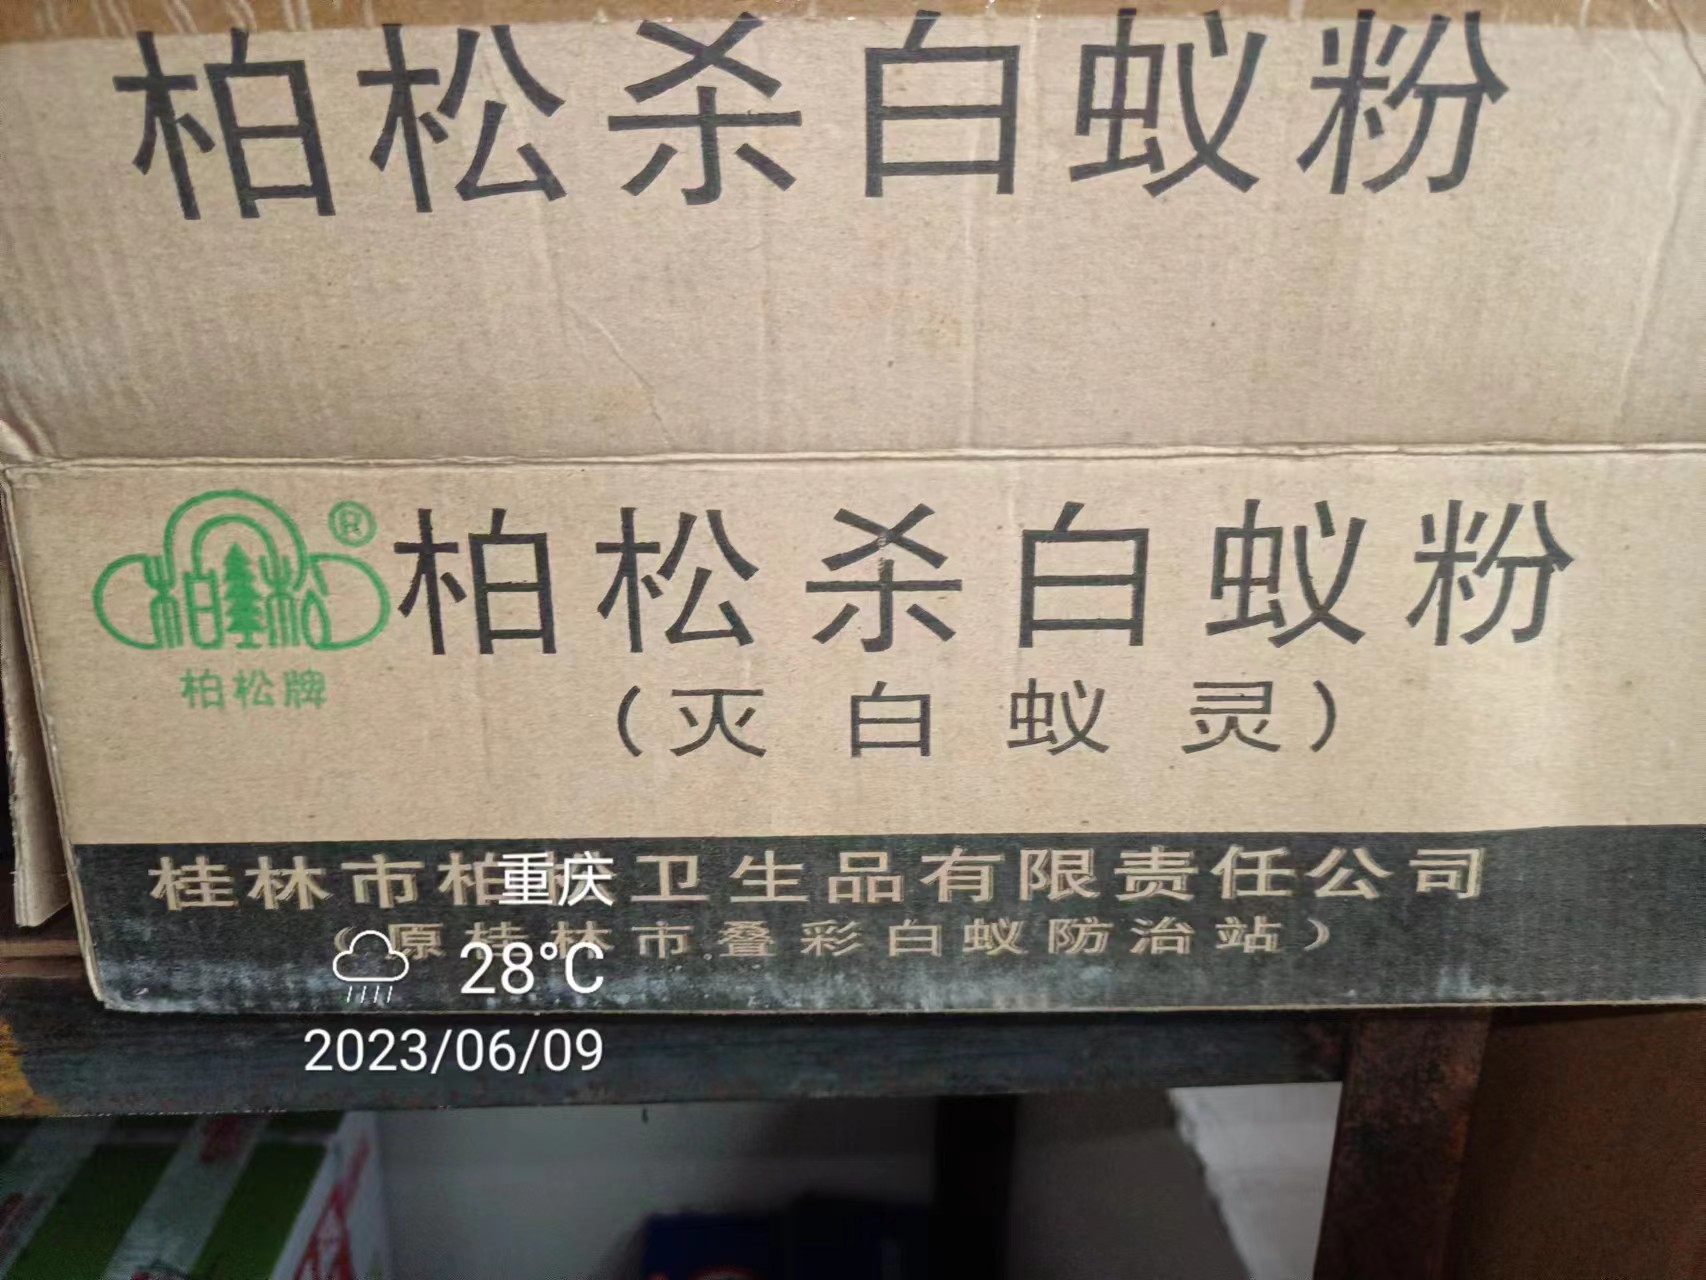 柏松杀白蚁粉
柏松
®
柏松杀白蚁粉
柏松牌
(灭白蚁灵)
桂林市柏 卫生品有限责任公司
重庆
(原桂林市叠彩白蚁防治站)
28°C
2023/06/09